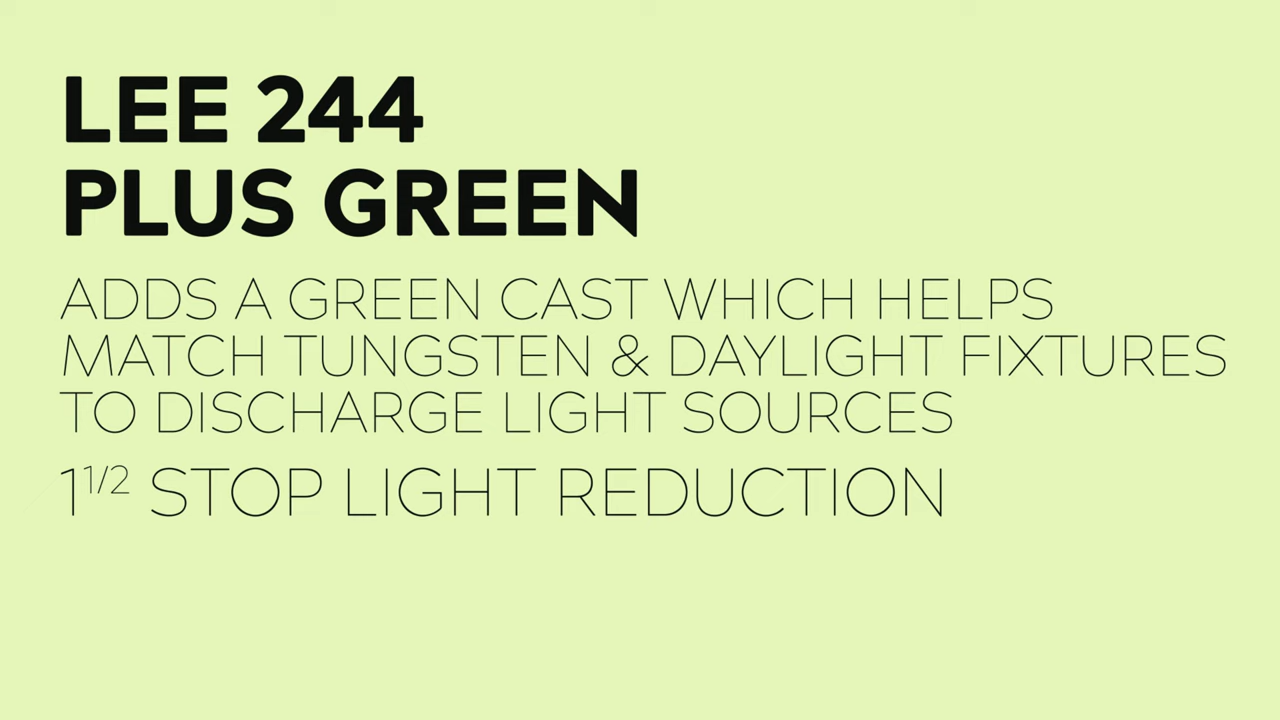 LEE 244
PLUS GREEN
ADDS A GREEN CAST WHICH HELPS
MATCH TUNGSTEN & DAYLIGHT FIXTURES
TO DISCHARGE LIGHT SOURCES
1 1/2 STOP LIGHT REDUCTION